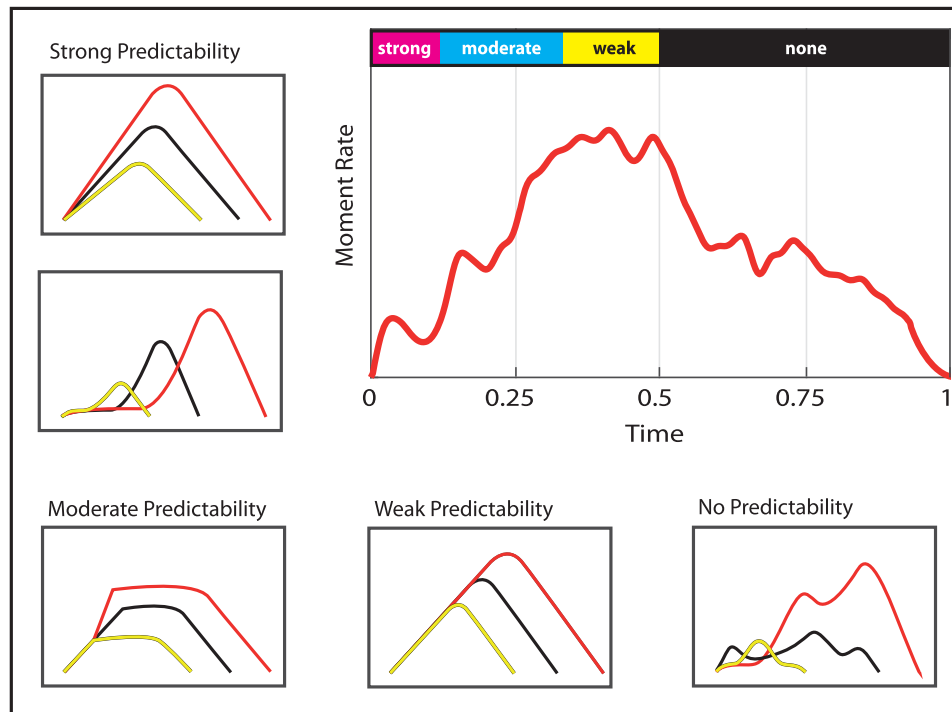 Strong Predictability
strong moderate weak none
Moment Rate
0 0.25 0.5 0.75 1
Time
Moderate Predictability
Weak Predictability
No Predictability